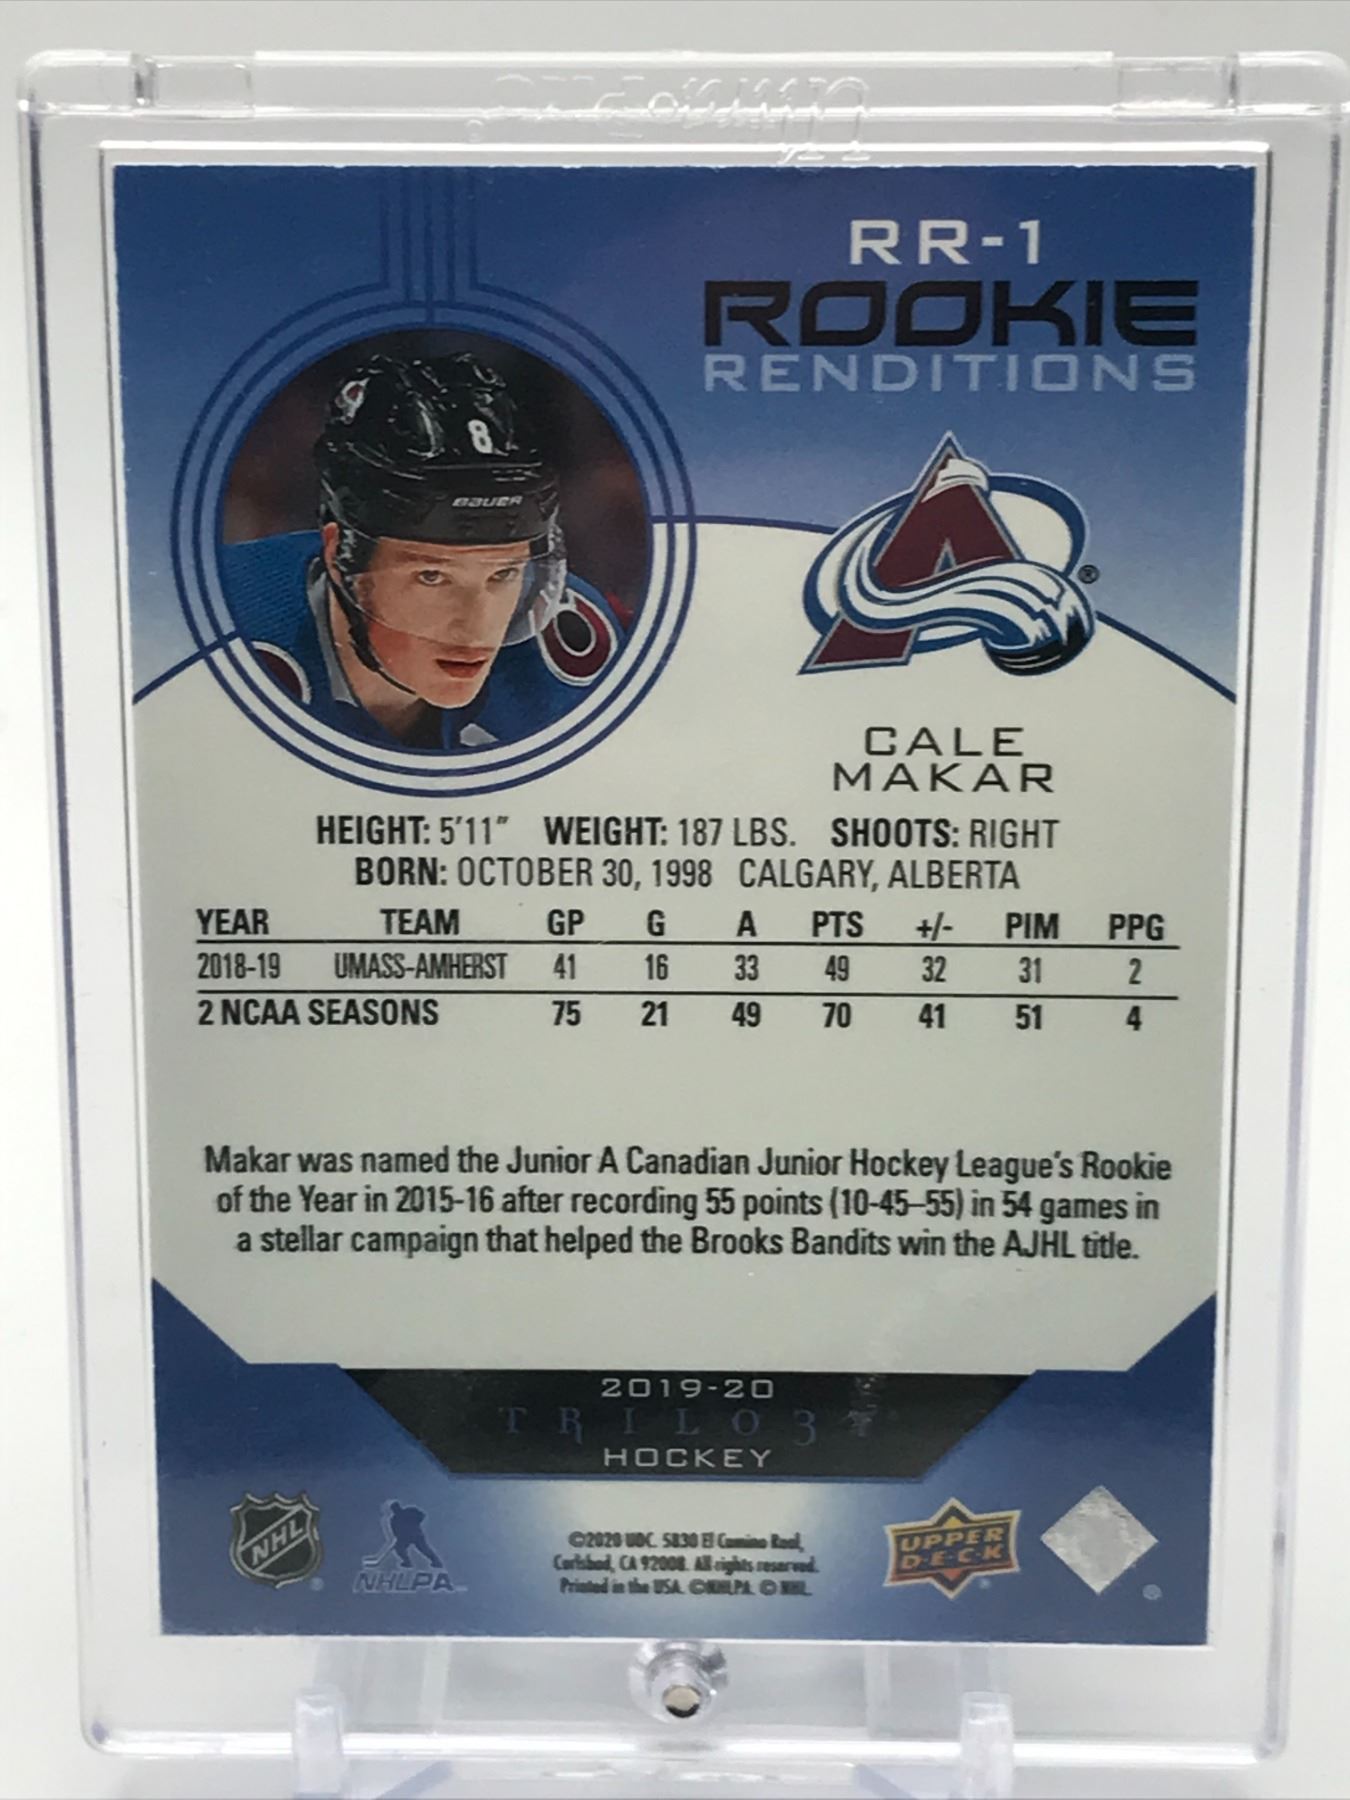 RR-1
ROOKIE
RENDITIONS
8
BAUER
A
®
CALE
MAKAR
HEIGHT: 5'11" WEIGHT: 187 LBS. SHOOTS: RIGHT
BORN: OCTOBER 30, 1998 CALGARY, ALBERTA
YEAR TEAM GP G A PTS +/- PIM PPG
2018-19 UMASS-AMHERST 41 16 33 49 32 31 2
2 NCAA SEASONS 75 21 49 70 41 51 4
Makar was named the Junior A Canadian Junior Hockey League's Rookie
of the Year in 2015-16 after recording 55 points (10-45–55) in 54 games in
a stellar campaign that helped the Brooks Bandits win the AJHL title.
2019-20
TRILO3Y
HOCKEY
NHL
NHLPA
©2020 UDC. 5830 El Camino Real,
Carlsbad, CA 92008. All rights reserved.
Printed in the USA. ©NHLPA. © NHL.
UPPER
D·E·C·K